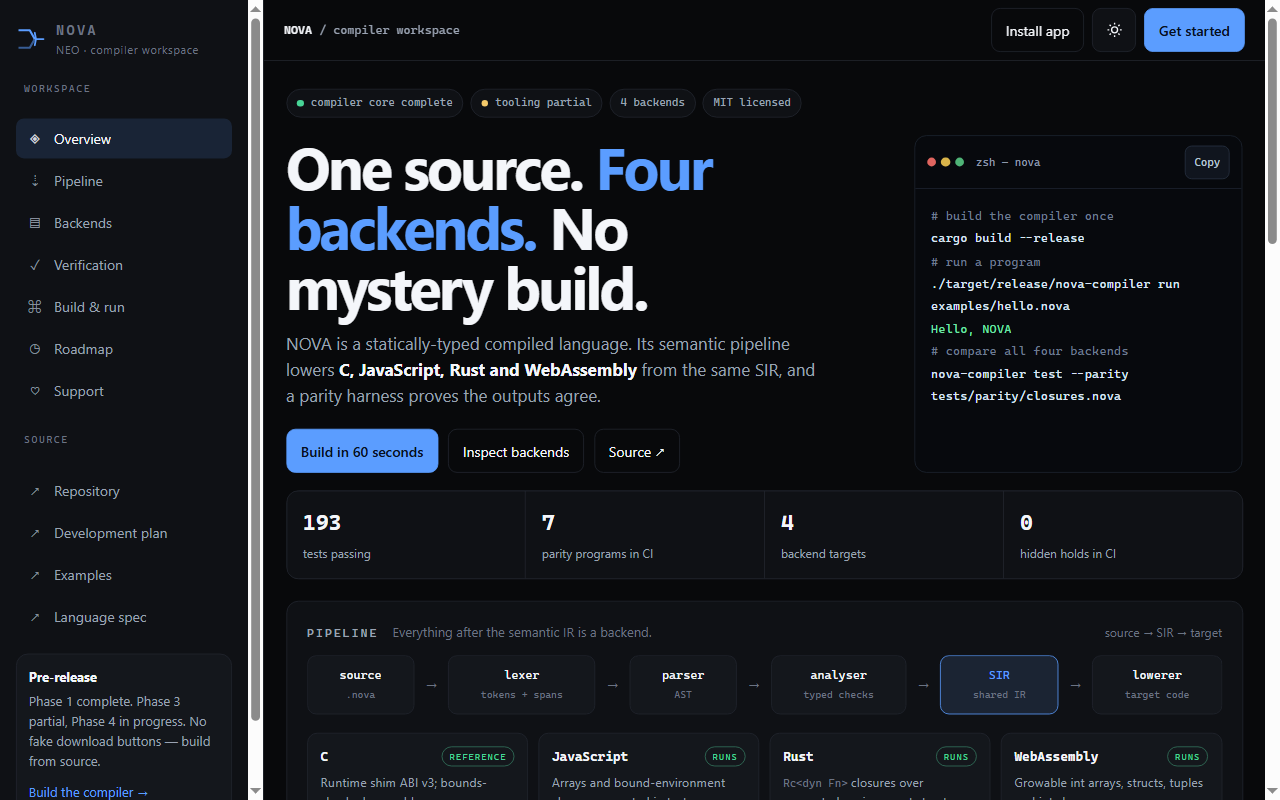 NOVA
NEO · compiler workspace
WORKSPACE
Overview
Pipeline
Backends
Verification
Build & run
Roadmap
Support
SOURCE
Repository
Development plan
Examples
Language spec
Pre-release
Phase 1 complete. Phase 3
partial, Phase 4 in progress. No
fake download buttons — build
from source.
Build the compiler →
NOVA / compiler workspace
Install app
Get started
compiler core complete
tooling partial
4 backends
MIT licensed
One source. Four
backends. No
mystery build.
NOVA is a statically-typed compiled language. Its semantic pipeline
lowers C, JavaScript, Rust and WebAssembly from the same SIR, and
a parity harness proves the outputs agree.
Build in 60 seconds
Inspect backends
Source ↗
zsh — nova
Copy
# build the compiler once
cargo build --release
# run a program
./target/release/nova-compiler run
examples/hello.nova
Hello, NOVA
# compare all four backends
nova-compiler test --parity
tests/parity/closures.nova
193
tests passing
7
parity programs in CI
4
backend targets
0
hidden holds in CI
PIPELINE
Everything after the semantic IR is a backend.
source → SIR → target
source
.nova
→
lexer
tokens + spans
→
parser
AST
→
analyser
typed checks
→
SIR
shared IR
→
lowerer
target code
C
REFERENCE
Runtime shim ABI v3; bounds-
JavaScript
RUNS
Arrays and bound-environment
Rust
RUNS
Rc<dyn Fn> closures over
WebAssembly
RUNS
Growable int arrays, structs, tuples